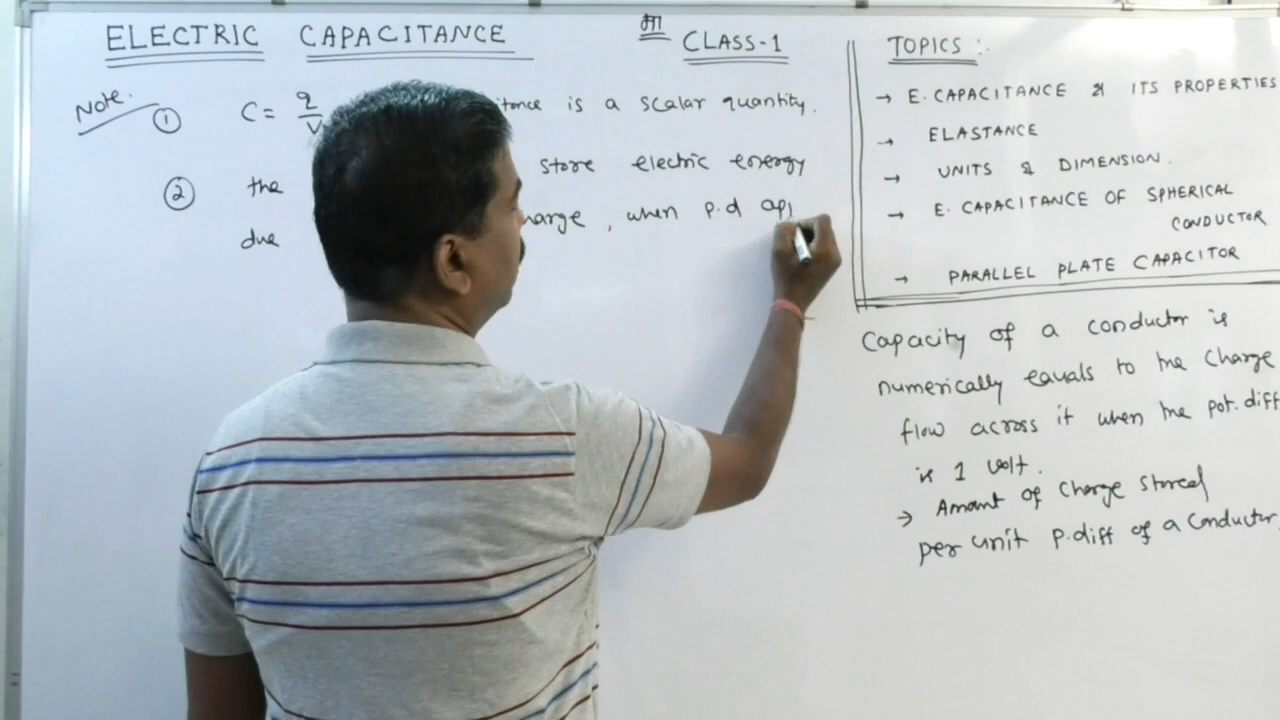 ELECTRIC CAPACITANCE
मा
CLASS-1
Note.
① C = q/V is a scalar quantity.
② the store electric energy
due , when p.d
TOPICS :.
→ E. CAPACITANCE & ITS PROPERTIES
→ ELASTANCE
→ UNITS & DIMENSION.
→ E. CAPACITANCE OF SPHERICAL
CONDUCTOR
→ PARALLEL PLATE CAPACITOR
Capacity of a conductor is
numerically equals to the charge
flow across it when the pot. diff
is 1 volt.
→ Amount of charge stored
per unit p.diff of a conductor